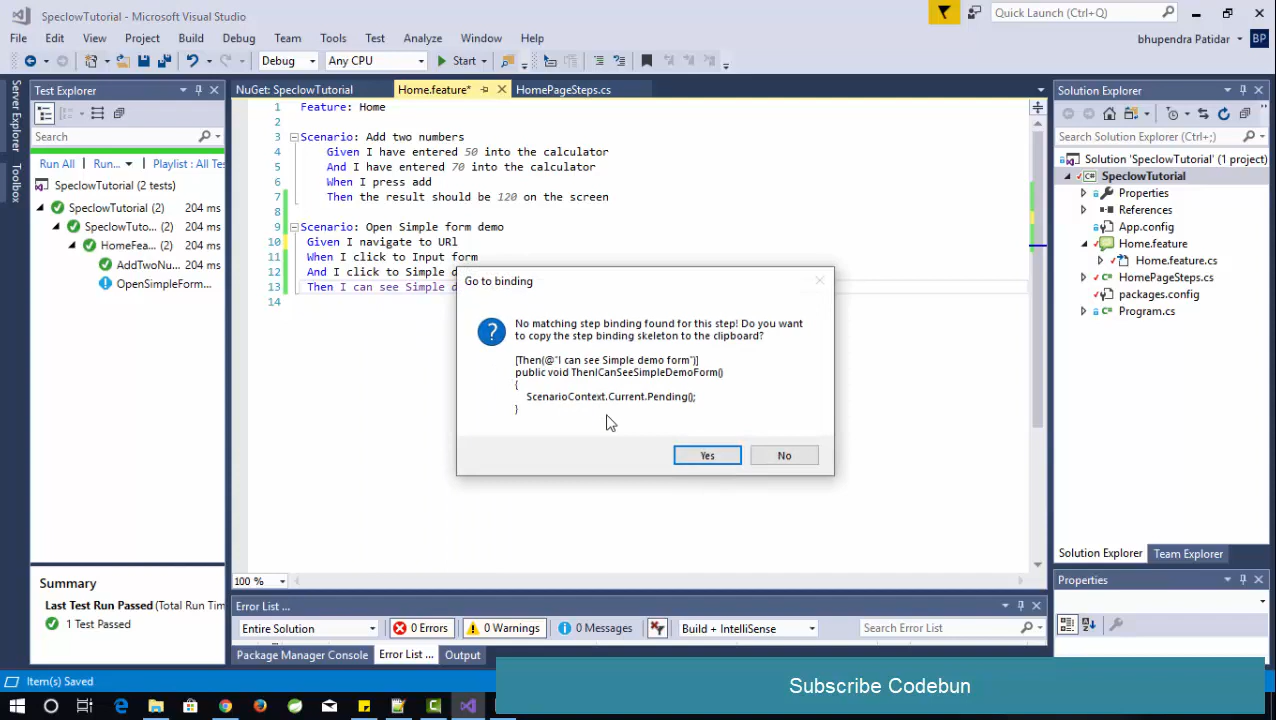 SpeclowTutorial - Microsoft Visual Studio
Quick Launch (Ctrl+Q)
File Edit View Project Build Debug Team Tools Test Analyze Window Help
bhupendra Patidar BP
Debug Any CPU Start
Server Explorer
Toolbox
Test Explorer
Search
Run All Run... Playlist : All Tes
SpeclowTutorial (2 tests)
SpeclowTutorial (2) 204 ms
SpeclowTuto... (2) 204 ms
HomeFea... (2) 204 ms
AddTwoNu... 204 ms
OpenSimpleForm...
Summary
Last Test Run Passed (Total Run Tim
1 Test Passed
NuGet: SpeclowTutorial Home.feature* HomePageSteps.cs
1 Feature: Home
2
3 Scenario: Add two numbers
4 Given I have entered 50 into the calculator
5 And I have entered 70 into the calculator
6 When I press add
7 Then the result should be 120 on the screen
8
9 Scenario: Open Simple form demo
10 Given I navigate to URl
11 When I click to Input form
12 And I click to Simple d
13 Then I can see Simple d
14
Go to binding
No matching step binding found for this step! Do you want
to copy the step binding skeleton to the clipboard?
[Then(@"I can see Simple demo form")]
public void ThenICanSeeSimpleDemoForm()
{
ScenarioContext.Current.Pending();
}
Yes No
100 %
Error List ...
Entire Solution 0 Errors 0 Warnings 0 Messages Build + IntelliSense Search Error List
Package Manager Console Error List ... Output
Solution Explorer
Search Solution Explorer (Ctrl+;)
Solution 'SpeclowTutorial' (1 project)
SpeclowTutorial
Properties
References
App.config
Home.feature
Home.feature.cs
HomePageSteps.cs
packages.config
Program.cs
Solution Explorer Team Explorer
Properties
Item(s) Saved
Subscribe Codebun